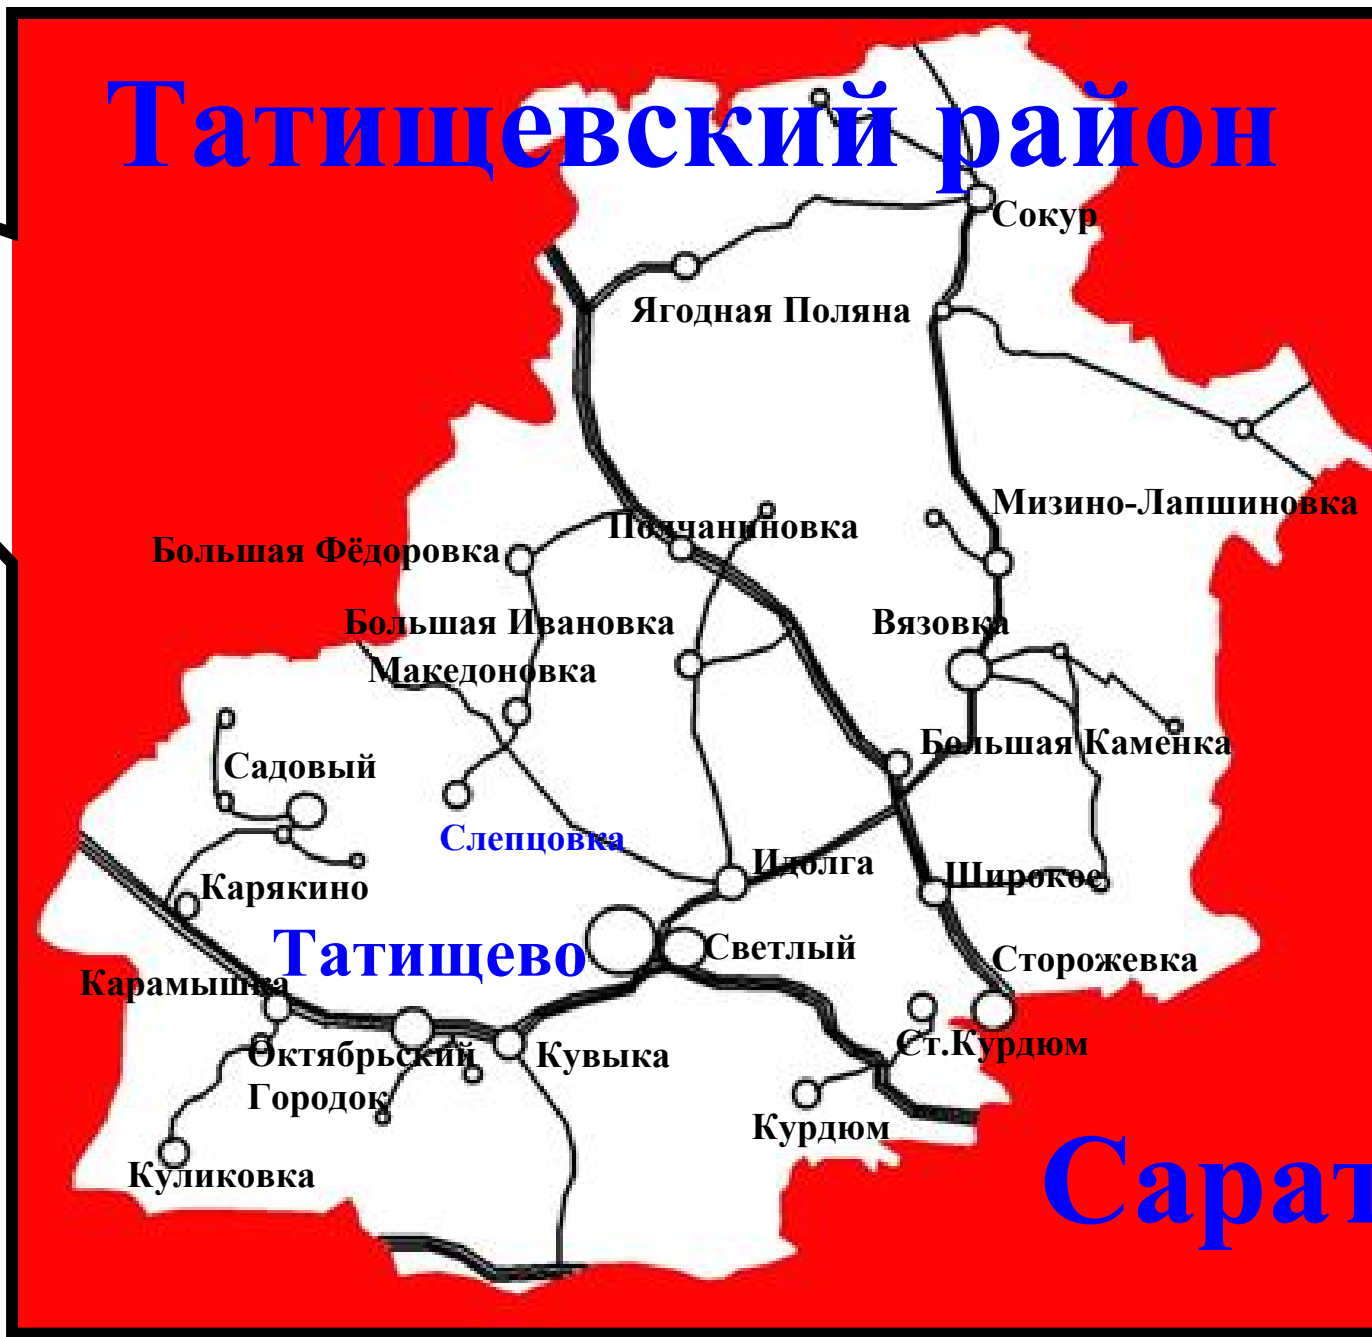 Татищевский район
Сокур
Ягодная Поляна
Мизино-Лапшиновка
Полчаниновка
Большая Фёдоровка
Большая Ивановка
Вязовка
Македоновка
Большая Каменка
Садовый
Слепцовка
Идолга
Широкое
Карякино
Татищево
Светлый
Сторожевка
Карамышка
Октябрьский
Городок
Кувыка
Ст.Курдюм
Курдюм
Куликовка
Сарат